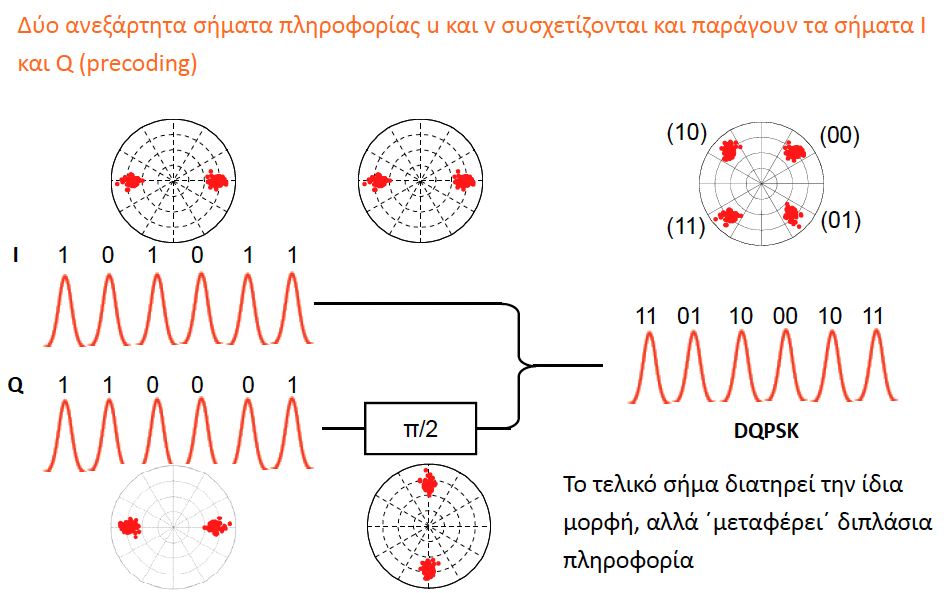 Δύο ανεξάρτητα σήματα πληροφορίας u και v συσχετίζονται και παράγουν τα σήματα I
και Q (precoding)
(10) (00)
(11) (01)
I 1 0 1 0 1 1
11 01 10 00 10 11
Q 1 1 0 0 0 1
π/2
DQPSK
Το τελικό σήμα διατηρεί την ίδια
μορφή, αλλά ΄μεταφέρει΄ διπλάσια
πληροφορία